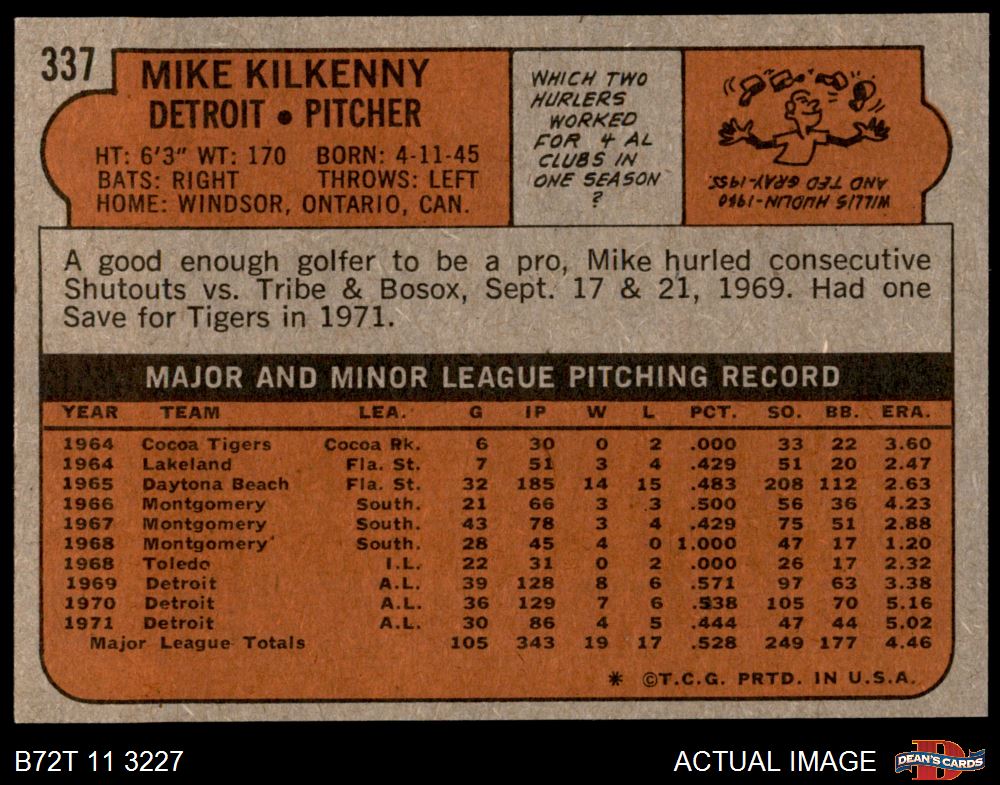 337
MIKE KILKENNY
DETROIT • PITCHER
HT: 6'3" WT: 170 BORN: 4-11-45
BATS: RIGHT THROWS: LEFT
HOME: WINDSOR, ONTARIO, CAN.
WHICH TWO
HURLERS
WORKED
FOR 4 AL
CLUBS IN
ONE SEASON
?
WILLIS HUDLIN-1940
AND TED GRAY-1955.
A good enough golfer to be a pro, Mike hurled consecutive
Shutouts vs. Tribe & Bosox, Sept. 17 & 21, 1969. Had one
Save for Tigers in 1971.
MAJOR AND MINOR LEAGUE PITCHING RECORD
YEAR TEAM LEA. G IP W L PCT. SO. BB. ERA.
1964 Cocoa Tigers Cocoa Rk. 6 30 0 2 .000 33 22 3.60
1964 Lakeland Fla. St. 7 51 3 4 .429 51 20 2.47
1965 Daytona Beach Fla. St. 32 185 14 15 .483 208 112 2.63
1966 Montgomery South. 21 66 3 3 .500 56 36 4.23
1967 Montgomery South. 43 78 3 4 .429 75 51 2.88
1968 Montgomery South. 28 45 4 0 1.000 47 17 1.20
1968 Toledo I.L. 22 31 0 2 .000 26 17 2.32
1969 Detroit A.L. 39 128 8 6 .571 97 63 3.38
1970 Detroit A.L. 36 129 7 6 .538 105 70 5.16
1971 Detroit A.L. 30 86 4 5 .444 47 44 5.02
Major League Totals 105 343 19 17 .528 249 177 4.46
* ©T.C.G. PRTD. IN U.S.A.
B72T 11 3227
ACTUAL IMAGE
D
DEAN'S CARDS